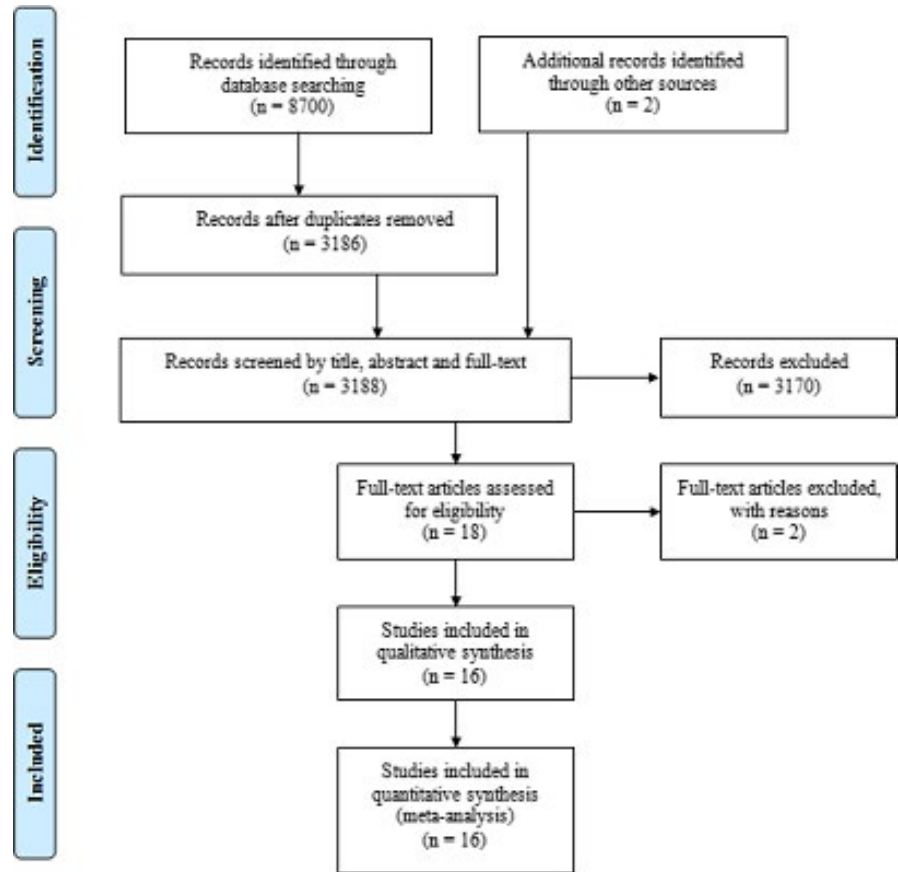 Identification
Records identified through
database searching
(n = 8700)
Additional records identified
through other sources
(n = 2)
Records after duplicates removed
(n = 3186)
Screening
Records screened by title, abstract and full-text
(n = 3188)
Records excluded
(n = 3170)
Eligibility
Full-text articles assessed
for eligibility
(n = 18)
Full-text articles excluded,
with reasons
(n = 2)
Studies included in
qualitative synthesis
(n = 16)
Included
Studies included in
quantitative synthesis
(meta-analysis)
(n = 16)